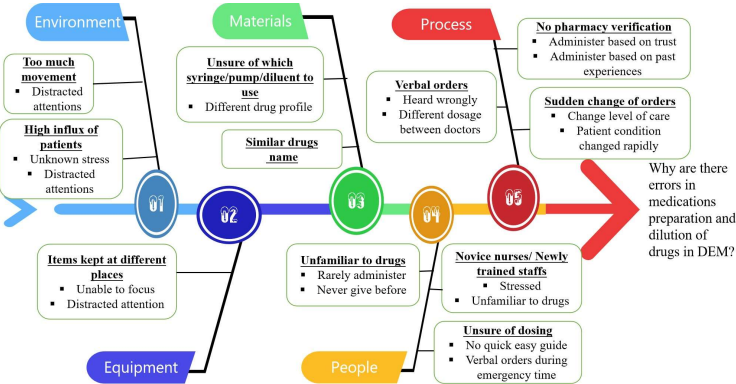 Environment
Too much
movement
▪ Distracted
attentions
High influx of
patients
▪ Unknown stress
▪ Distracted
attentions
Materials
Unsure of which
syringe/pump/diluent to
use
▪ Different drug profile
Similar drugs
name
Process
No pharmacy verification
▪ Administer based on trust
▪ Administer based on past
experiences
Verbal orders
▪ Heard wrongly
▪ Different dosage
between doctors
Sudden change of orders
▪ Change level of care
▪ Patient condition
changed rapidly
01
02
03
04
05
Why are there
errors in
medications
preparation and
dilution of
drugs in DEM?
Items kept at different
places
▪ Unable to focus
▪ Distracted attention
Equipment
Unfamiliar to drugs
▪ Rarely administer
▪ Never give before
Novice nurses/ Newly
trained staffs
▪ Stressed
▪ Unfamiliar to drugs
Unsure of dosing
▪ No quick easy guide
▪ Verbal orders during
emergency time
People